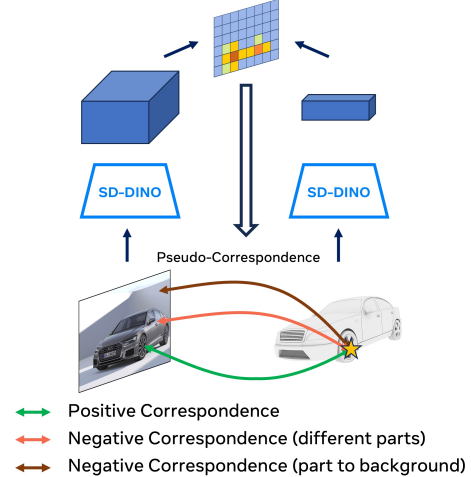 SD-DINO
SD-DINO
Pseudo-Correspondence
Positive Correspondence
Negative Correspondence (different parts)
Negative Correspondence (part to background)